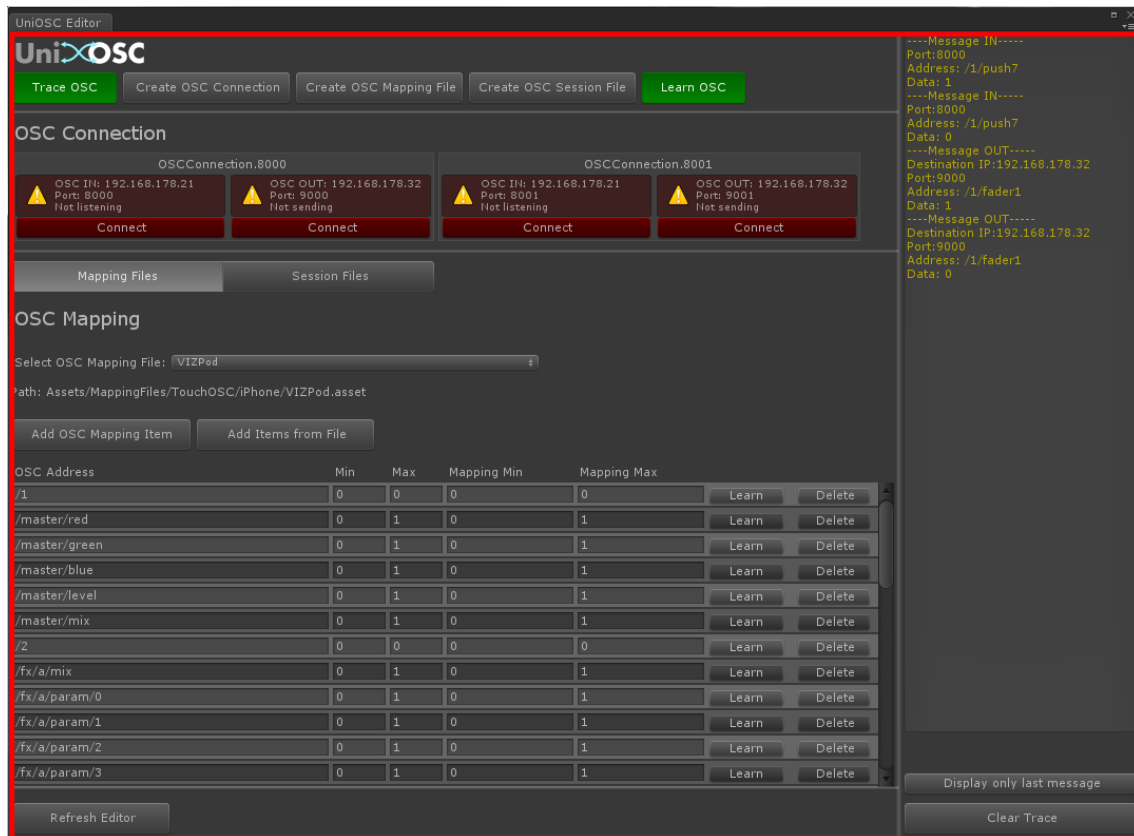 UniOSC Editor
UniOSC
Trace OSC
Create OSC Connection
Create OSC Mapping File
Create OSC Session File
Learn OSC
OSC Connection
OSCConnection.8000
OSC IN: 192.168.178.21
Port: 8000
Not listening
Connect
OSC OUT: 192.168.178.32
Port: 9000
Not sending
Connect
OSCConnection.8001
OSC IN: 192.168.178.21
Port: 8001
Not listening
Connect
OSC OUT: 192.168.178.32
Port: 9001
Not sending
Connect
Mapping Files
Session Files
OSC Mapping
Select OSC Mapping File: VIZPod
Path: Assets/MappingFiles/TouchOSC/iPhone/VIZPod.asset
Add OSC Mapping Item
Add Items from File
OSC Address Min Max Mapping Min Mapping Max
/1 0 0 0 0 Learn Delete
/master/red 0 1 0 1 Learn Delete
/master/green 0 1 0 1 Learn Delete
/master/blue 0 1 0 1 Learn Delete
/master/level 0 1 0 1 Learn Delete
/master/mix 0 1 0 1 Learn Delete
/2 0 0 0 0 Learn Delete
/fx/a/mix 0 1 0 1 Learn Delete
/fx/a/param/0 0 1 0 1 Learn Delete
/fx/a/param/1 0 1 0 1 Learn Delete
/fx/a/param/2 0 1 0 1 Learn Delete
/fx/a/param/3 0 1 0 1 Learn Delete
Refresh Editor
----Message IN-----
Port:8000
Address: /1/push7
Data: 1
----Message IN-----
Port:8000
Address: /1/push7
Data: 0
----Message OUT-----
Destination IP:192.168.178.32
Port:9000
Address: /1/fader1
Data: 1
----Message OUT-----
Destination IP:192.168.178.32
Port:9000
Address: /1/fader1
Data: 0
Display only last message
Clear Trace